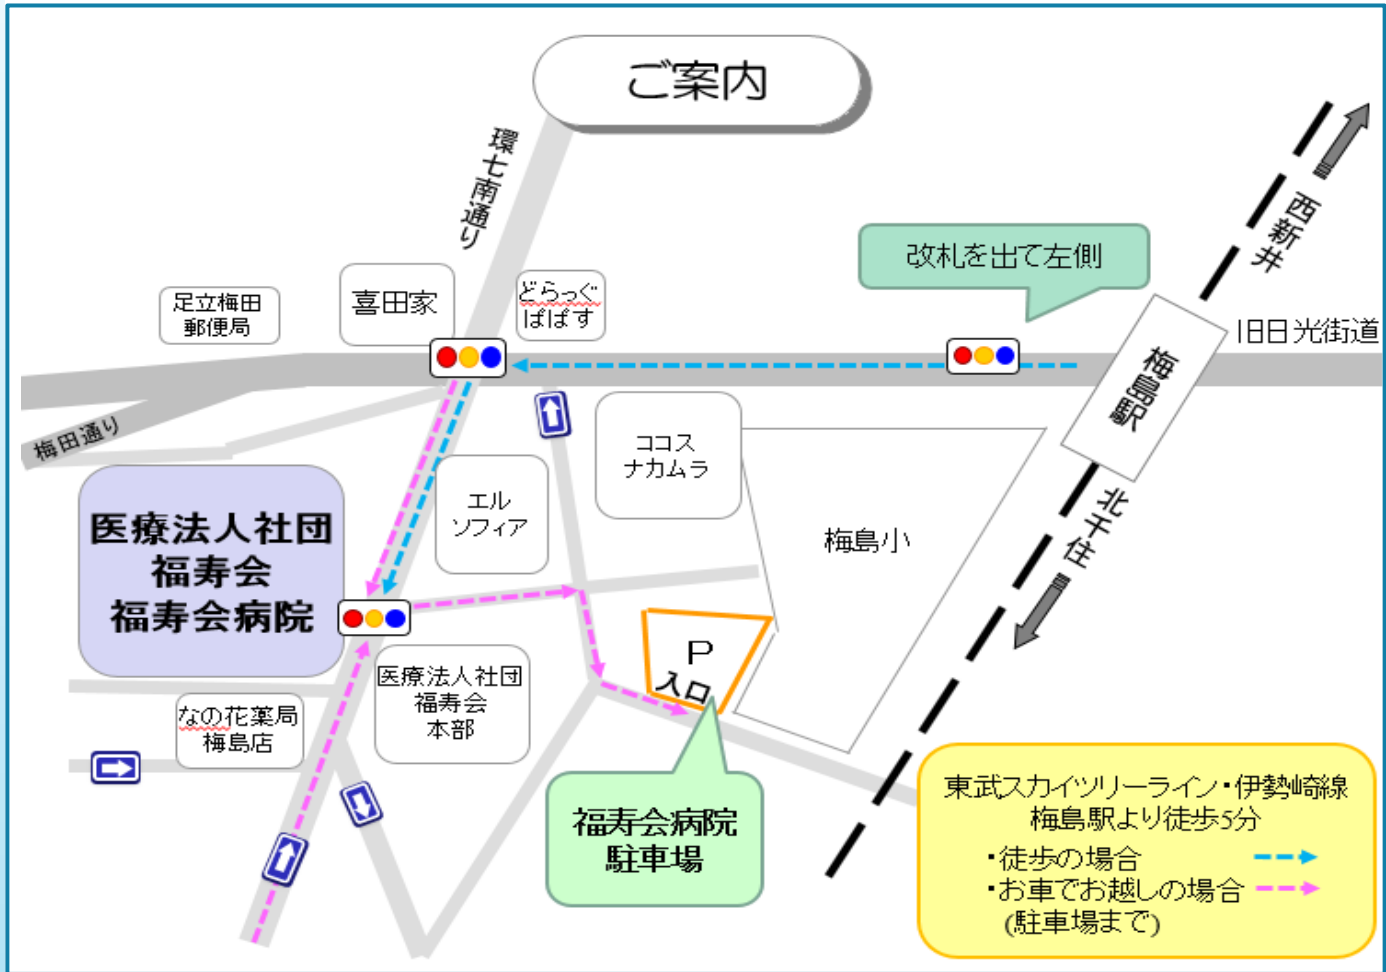 ご案内
環七南通り
西新井
改札を出て左側
足立梅田
郵便局
喜田家
どらっぐ
ぱぱす
旧日光街道
梅島駅
梅田通り
ココス
ナカムラ
エル
ソフィア
梅島小
北千住
医療法人社団
福寿会
福寿会病院
P
入口
医療法人社団
福寿会
本部
なの花薬局
梅島店
福寿会病院
駐車場
東武スカイツリーライン・伊勢崎線
梅島駅より徒歩5分
・徒歩の場合
・お車でお越しの場合
(駐車場まで)